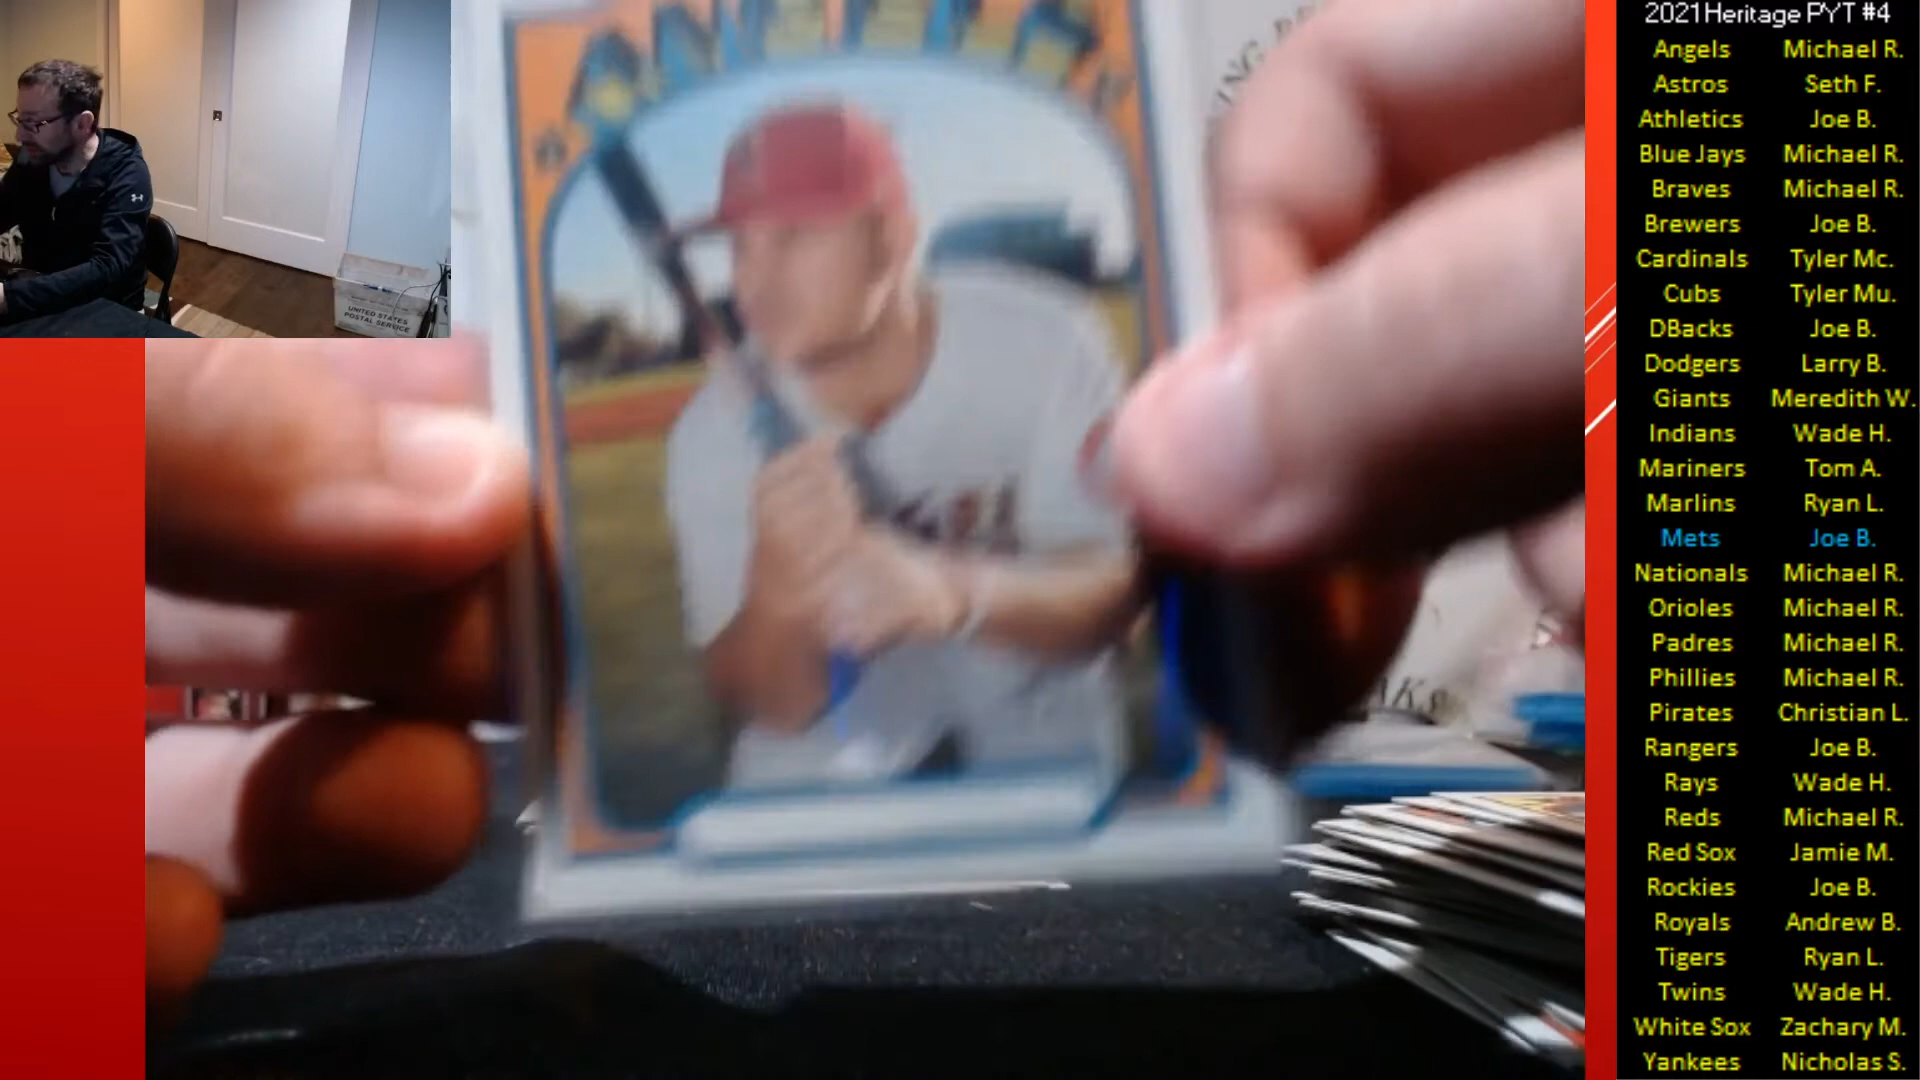 2021 Heritage PYT #4
Angels Michael R.
Astros Seth F.
Athletics Joe B.
Blue Jays Michael R.
Braves Michael R.
Brewers Joe B.
Cardinals Tyler Mc.
Cubs Tyler Mu.
DBacks Joe B.
Dodgers Larry B.
Giants Meredith W.
Indians Wade H.
Mariners Tom A.
Marlins Ryan L.
Mets Joe B.
Nationals Michael R.
Orioles Michael R.
Padres Michael R.
Phillies Michael R.
Pirates Christian L.
Rangers Joe B.
Rays Wade H.
Reds Michael R.
Red Sox Jamie M.
Rockies Joe B.
Royals Andrew B.
Tigers Ryan L.
Twins Wade H.
White Sox Zachary M.
Yankees Nicholas S.
UNITED STATES
POSTAL SERVICE